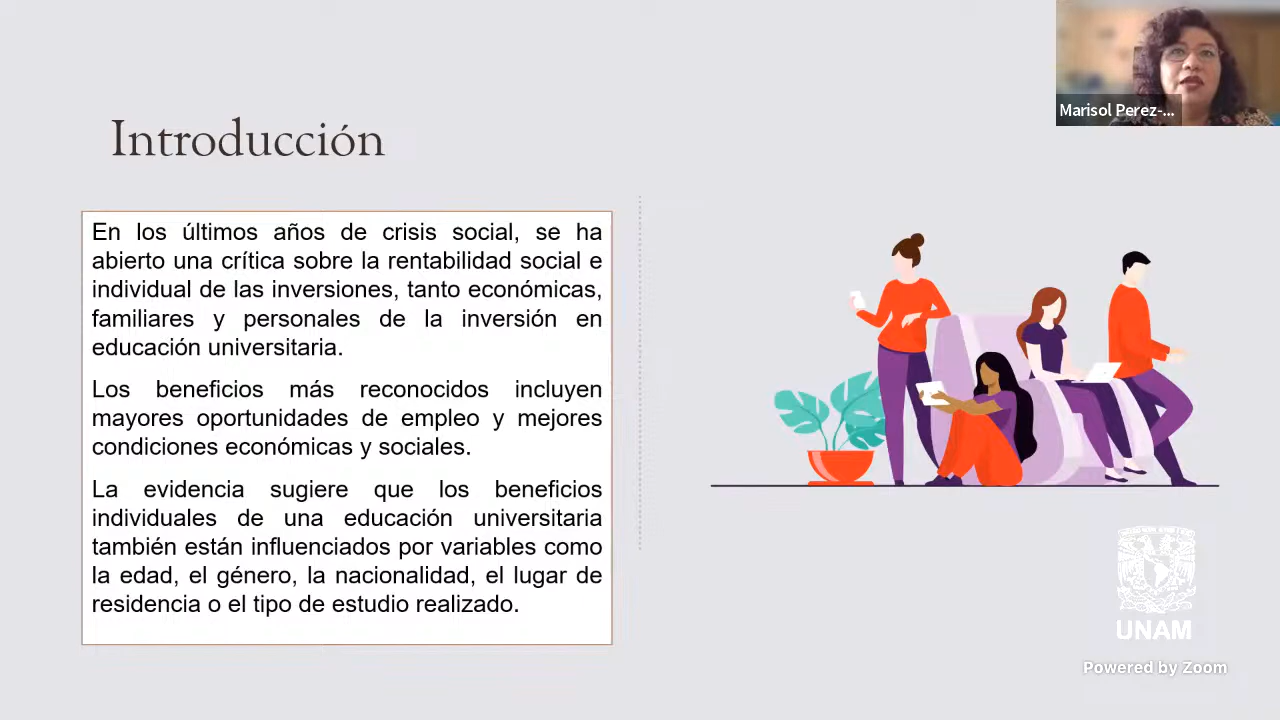 Marisol Perez-...
Introducción
En los últimos años de crisis social, se ha
abierto una crítica sobre la rentabilidad social e
individual de las inversiones, tanto económicas,
familiares y personales de la inversión en
educación universitaria.
Los beneficios más reconocidos incluyen
mayores oportunidades de empleo y mejores
condiciones económicas y sociales.
La evidencia sugiere que los beneficios
individuales de una educación universitaria
también están influenciados por variables como
la edad, el género, la nacionalidad, el lugar de
residencia o el tipo de estudio realizado.
UNAM
Powered by Zoom